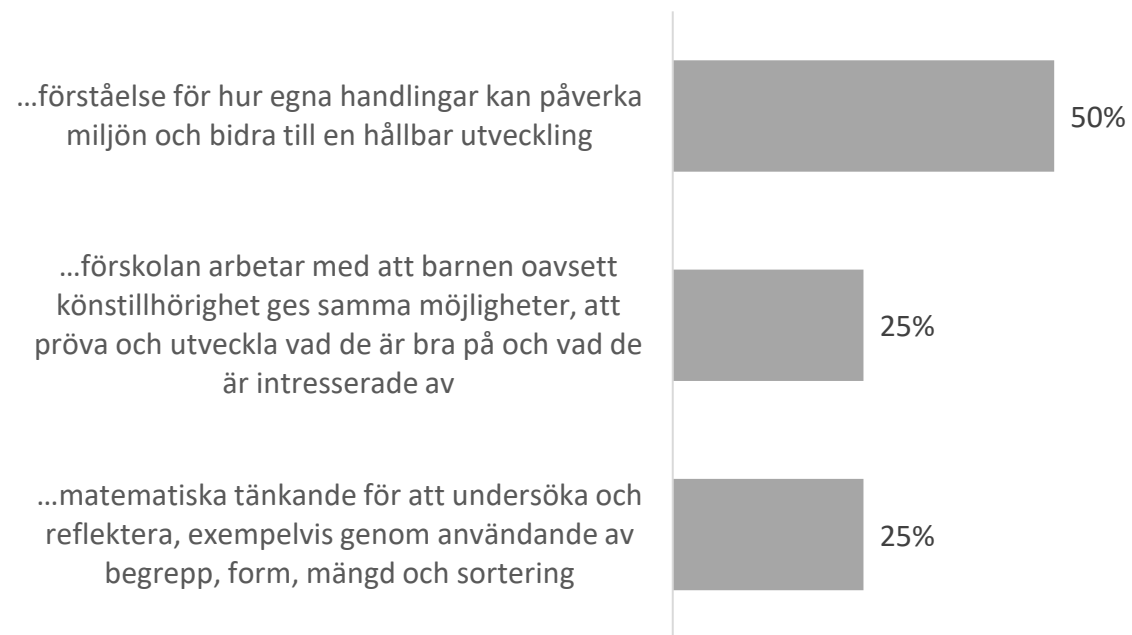 ...förståelse för hur egna handlingar kan påverka
miljön och bidra till en hållbar utveckling
50%
...förskolan arbetar med att barnen oavsett
könstillhörighet ges samma möjligheter, att
pröva och utveckla vad de är bra på och vad de
är intresserade av
25%
...matematiska tänkande för att undersöka och
reflektera, exempelvis genom användande av
begrepp, form, mängd och sortering
25%